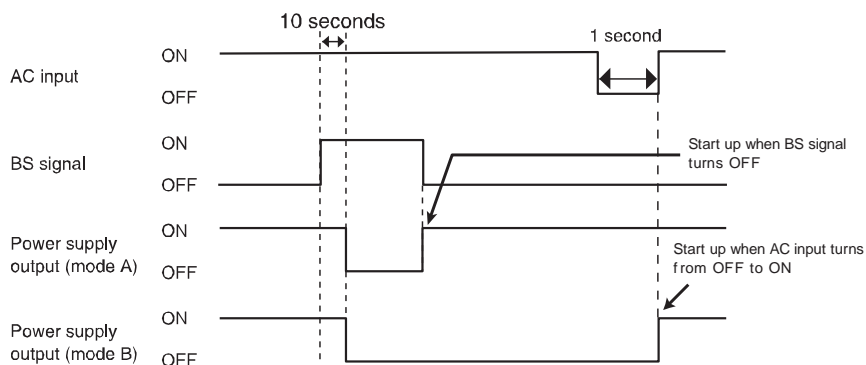 10 seconds
1 second
AC input
ON
OFF
BS signal
ON
OFF
Start up when BS signal
turns OFF
Power supply
output (mode A)
ON
OFF
Start up when AC input turns
from OFF to ON
Power supply
output (mode B)
ON
OFF